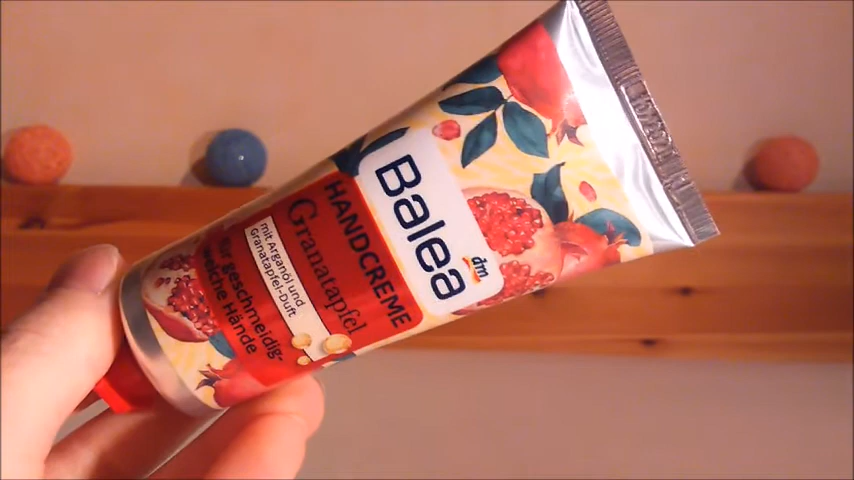 Balea
dm
HANDCREME
Granatapfel
mit Arganöl und
Granatapfel-Duft
für geschmeidig-
weiche Hände